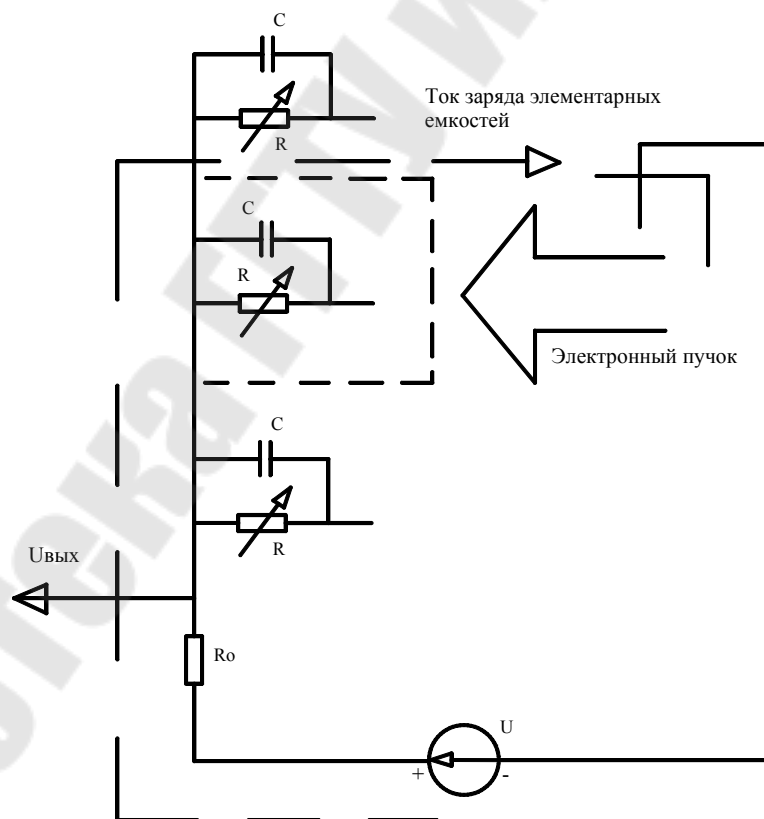 C
R
Ток заряда элементарных
емкостей
C
R
Электронный пучок
C
R
Uвых
Ro
U
+ -